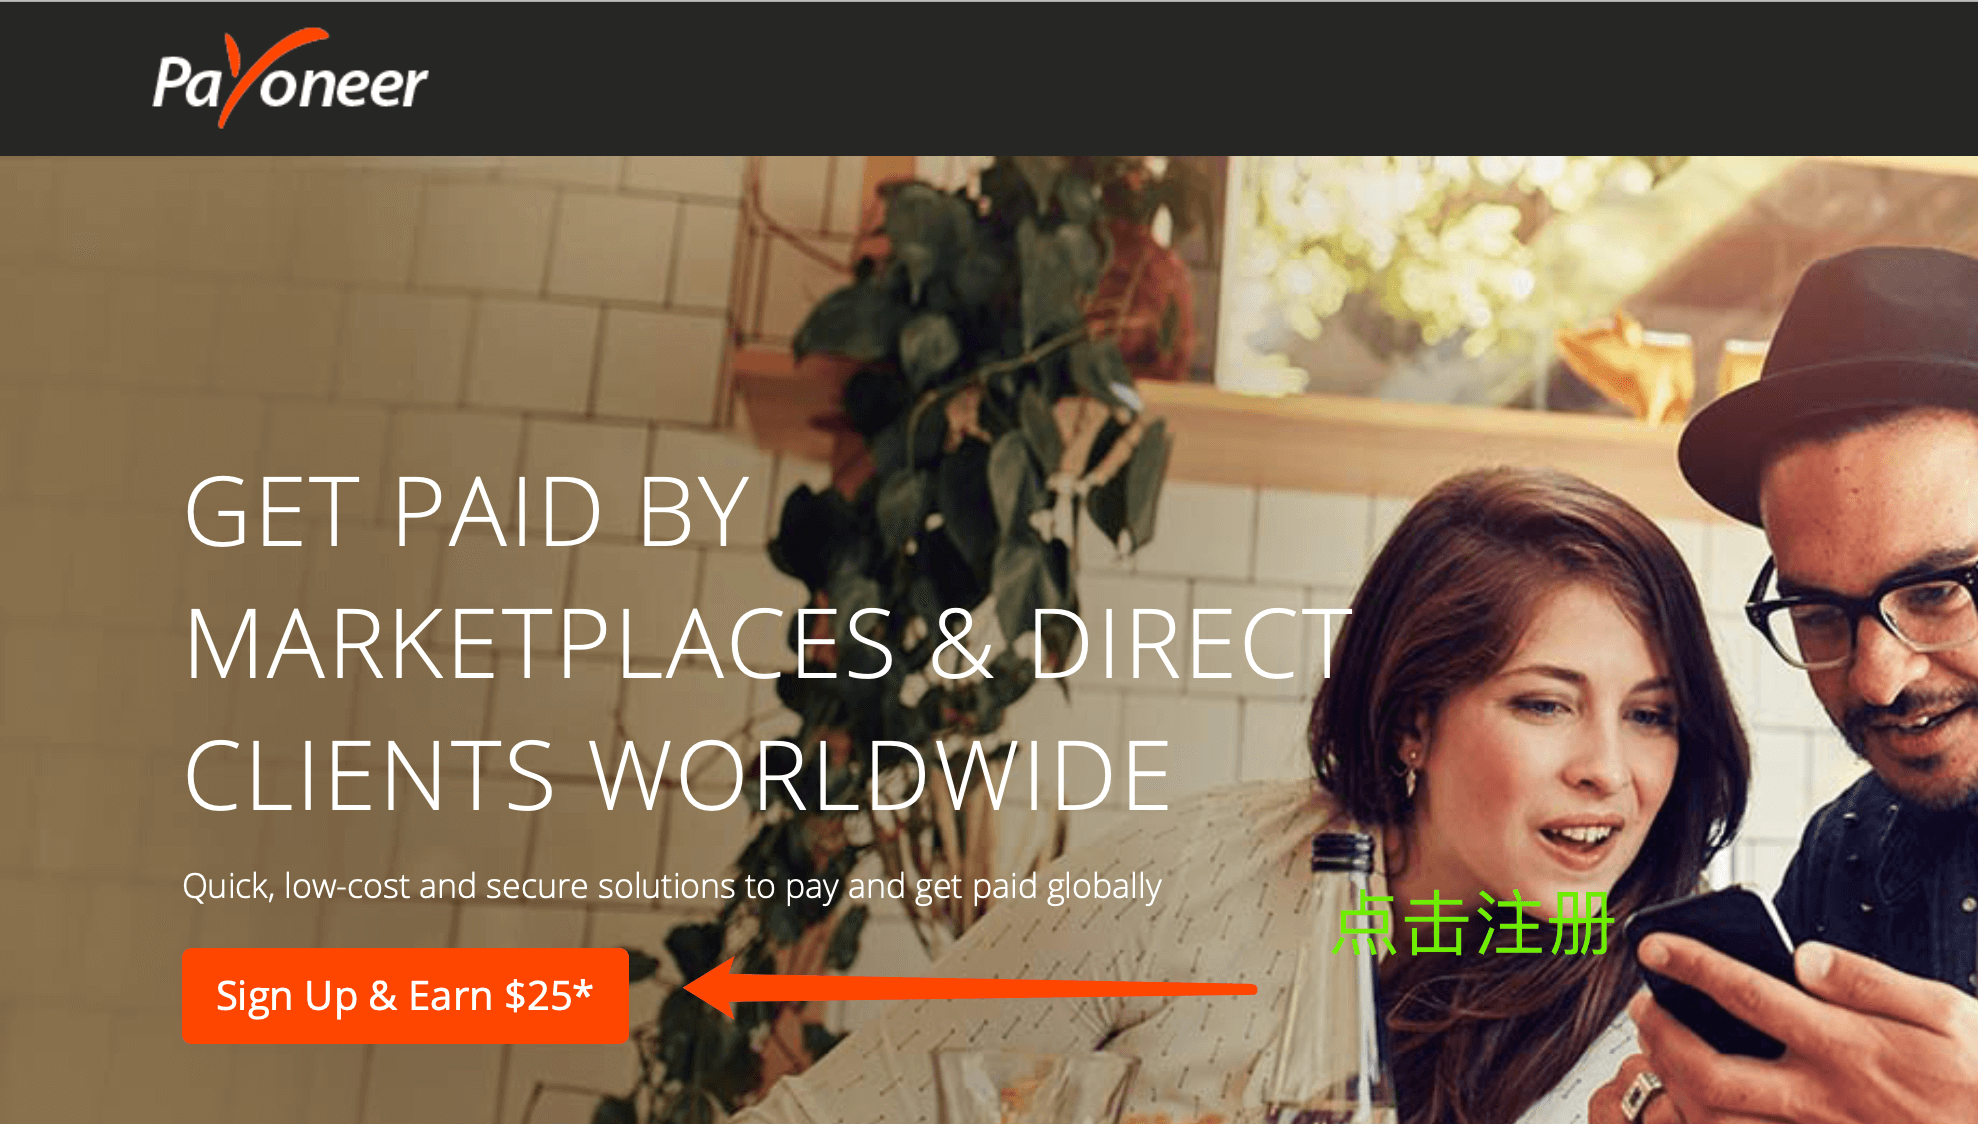 Payoneer
GET PAID BY
MARKETPLACES & DIRECT
CLIENTS WORLDWIDE
Quick, low-cost and secure solutions to pay and get paid globally
点击注册
Sign Up & Earn $25*